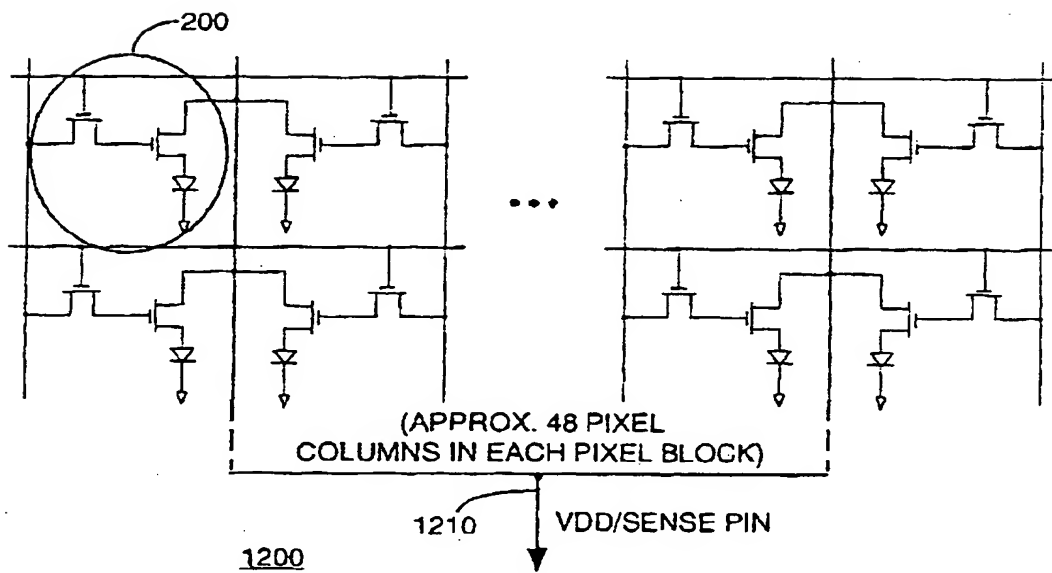 200
(APPROX. 48 PIXEL
COLUMNS IN EACH PIXEL BLOCK)
1210
VDD/SENSE PIN
1200